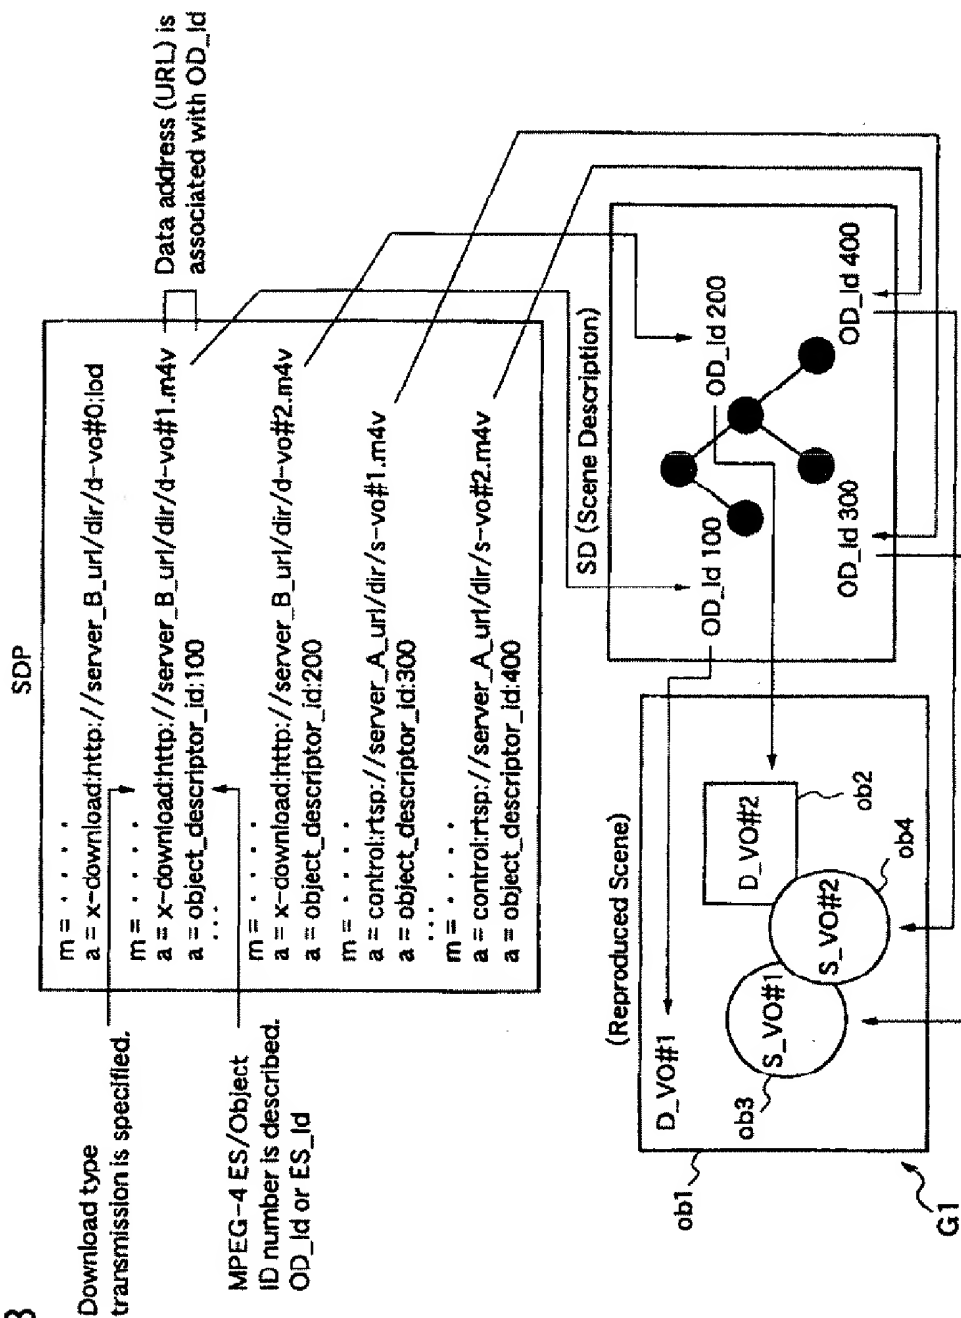 SDP
m = · · · · ·
a = x-download:http://server_B_url/dir/d-vo#0;iod
m = · · · · ·
a = x-download:http://server_B_url/dir/d-vo#1.m4v
a = object_descriptor_id:100
...
m = · · · · ·
a = x-download:http://server_B_url/dir/d-vo#2.m4v
a = object_descriptor_id:200
m = · · · · ·
a = control:rtsp://server_A_url/dir/s-vo#1.m4v
a = object_descriptor_id:300
...
m = · · · · ·
a = control:rtsp://server_A_url/dir/s-vo#2.m4v
a = object_descriptor_id:400
Download type
transmission is specified.
MPEG-4 ES/Object
ID number is described.
OD_Id or ES_Id
Data address (URL) is
associated with OD_Id
(Reproduced Scene)
D_VO#1
D_VO#2
S_VO#1
S_VO#2
ob1
ob2
ob3
ob4
G1
SD (Scene Description)
OD_Id 100
OD_Id 200
OD_Id 300
OD_Id 400